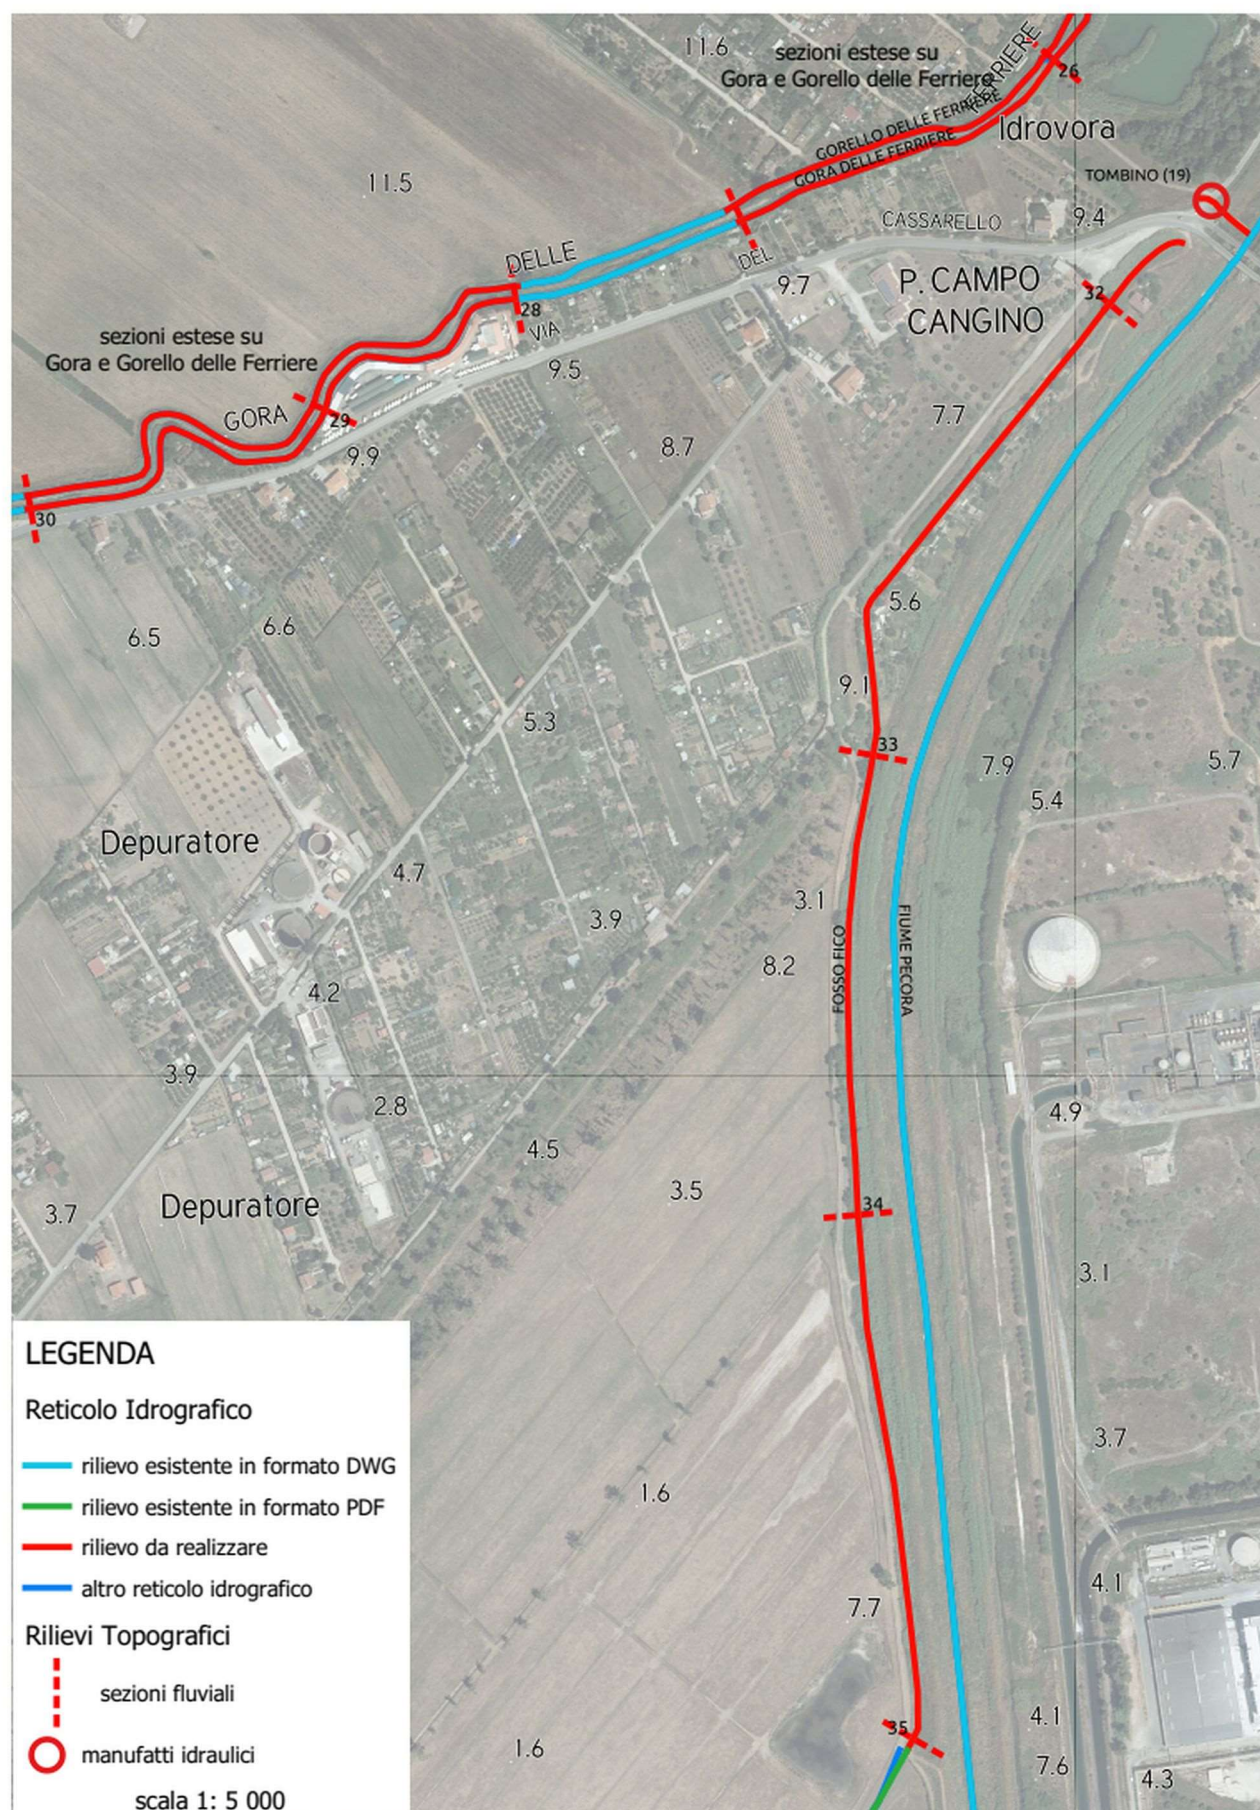 11.6
sezioni estese su
Gora e Gorello delle Ferriere
FERRIERE
26
GORELLO DELLE FERRIERE
GORA DELLE FERRIERE
Idrovora
TOMBINO (19)
11.5
CASSARELLO
9.4
DELLE
DEL
9.7
P. CAMPO
CANGINO
32
28
VIA
sezioni estese su
Gora e Gorello delle Ferriere
9.5
GORA
29
7.7
9.9
8.7
30
5.6
6.6
6.5
9.1
5.3
33
7.9
5.7
5.4
Depuratore
4.7
3.1
3.9
FOSSO FICO
FIUME PECORA
8.2
4.2
3.9
2.8
4.9
4.5
3.5
Depuratore
34
3.7
3.1
3.7
1.6
4.1
7.7
35
4.1
1.6
7.6
4.3
LEGENDA
Reticolo Idrografico
rilievo esistente in formato DWG
rilievo esistente in formato PDF
rilievo da realizzare
altro reticolo idrografico
Rilievi Topografici
sezioni fluviali
manufatti idraulici
scala 1: 5 000